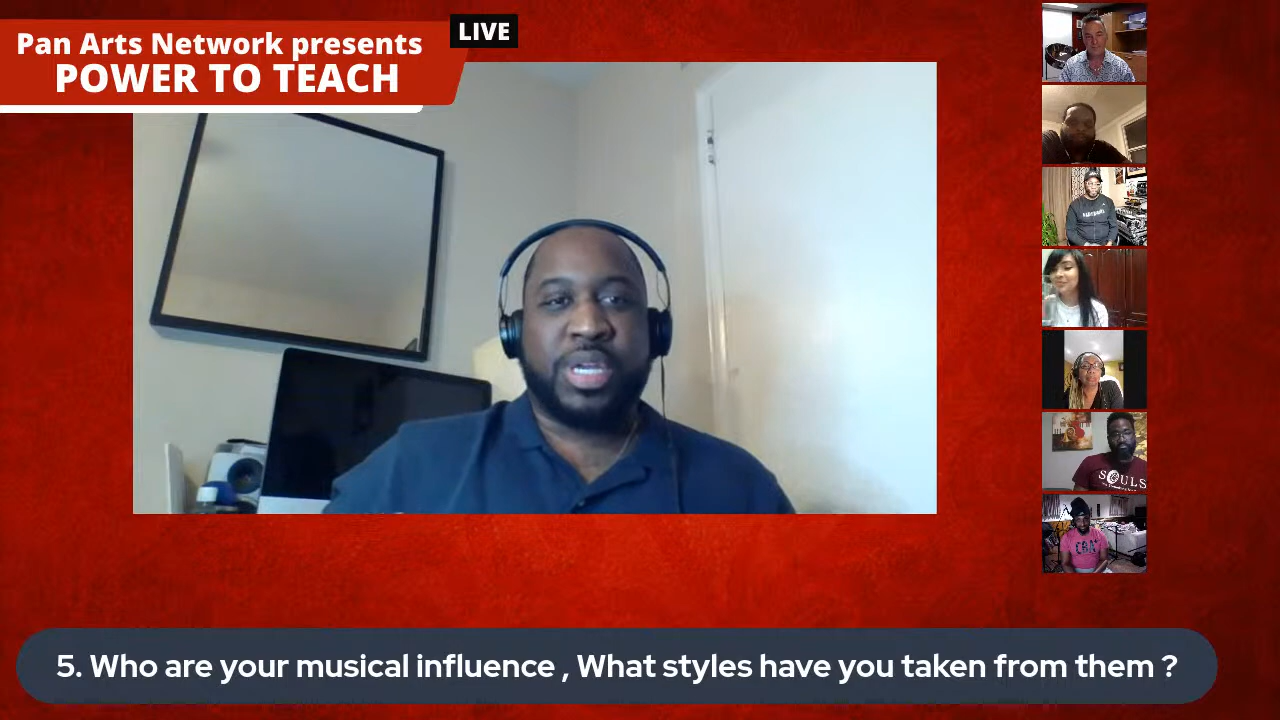 Pan Arts Network presents
LIVE
POWER TO TEACH
SOULS
5. Who are your musical influence , What styles have you taken from them ?